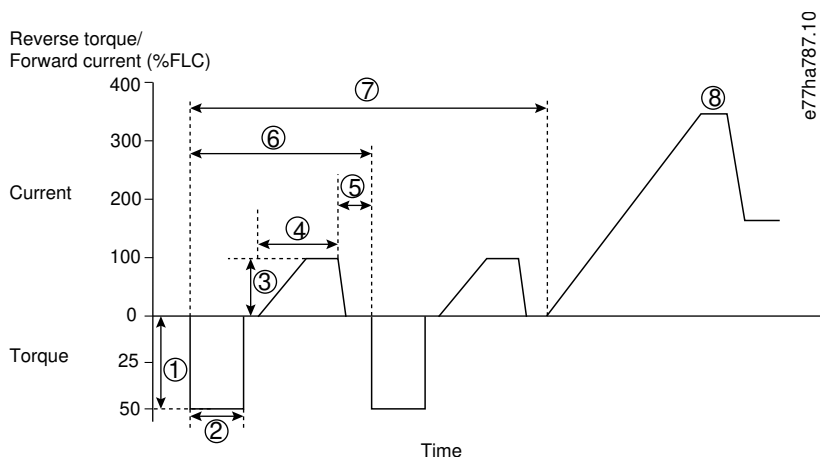 Reverse torque/
Forward current (%FLC)
400
300
200
100
0
25
50
Current
Torque
Time
①
②
③
④
⑤
⑥
⑦
⑧
e77ha787.10